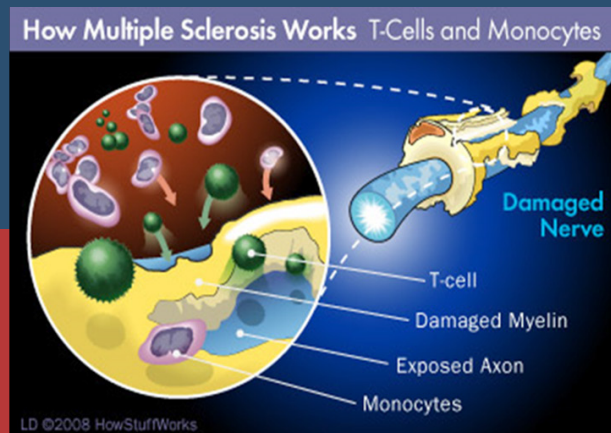 How Multiple Sclerosis Works T-Cells and Monocytes
Damaged
Nerve
T-cell
Damaged Myelin
Exposed Axon
Monocytes
LD ©2008 HowStuffWorks